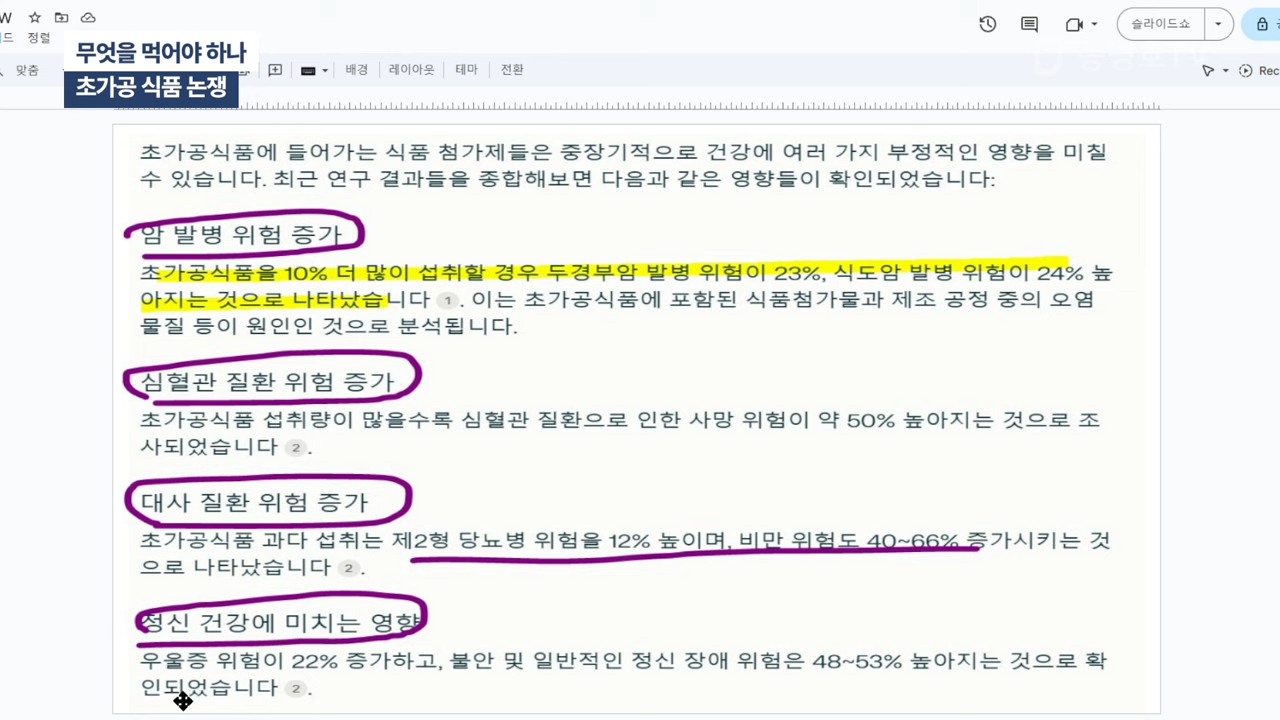 슬라이드쇼
정렬
무엇을 먹어야 하나
초가공 식품 논쟁
맞춤
배경
레이아웃
테마
전환
Rec
초가공식품에 들어가는 식품 첨가제들은 중장기적으로 건강에 여러 가지 부정적인 영향을 미칠
수 있습니다. 최근 연구 결과들을 종합해보면 다음과 같은 영향들이 확인되었습니다:
암 발병 위험 증가
초가공식품을 10% 더 많이 섭취할 경우 두경부암 발병 위험이 23%, 식도암 발병 위험이 24% 높
아지는 것으로 나타났습니다 1. 이는 초가공식품에 포함된 식품첨가물과 제조 공정 중의 오염
물질 등이 원인인 것으로 분석됩니다.
심혈관 질환 위험 증가
초가공식품 섭취량이 많을수록 심혈관 질환으로 인한 사망 위험이 약 50% 높아지는 것으로 조
사되었습니다 2.
대사 질환 위험 증가
초가공식품 과다 섭취는 제2형 당뇨병 위험을 12% 높이며, 비만 위험도 40~66% 증가시키는 것
으로 나타났습니다 2.
정신 건강에 미치는 영향
우울증 위험이 22% 증가하고, 불안 및 일반적인 정신 장애 위험은 48~53% 높아지는 것으로 확
인되었습니다 2.